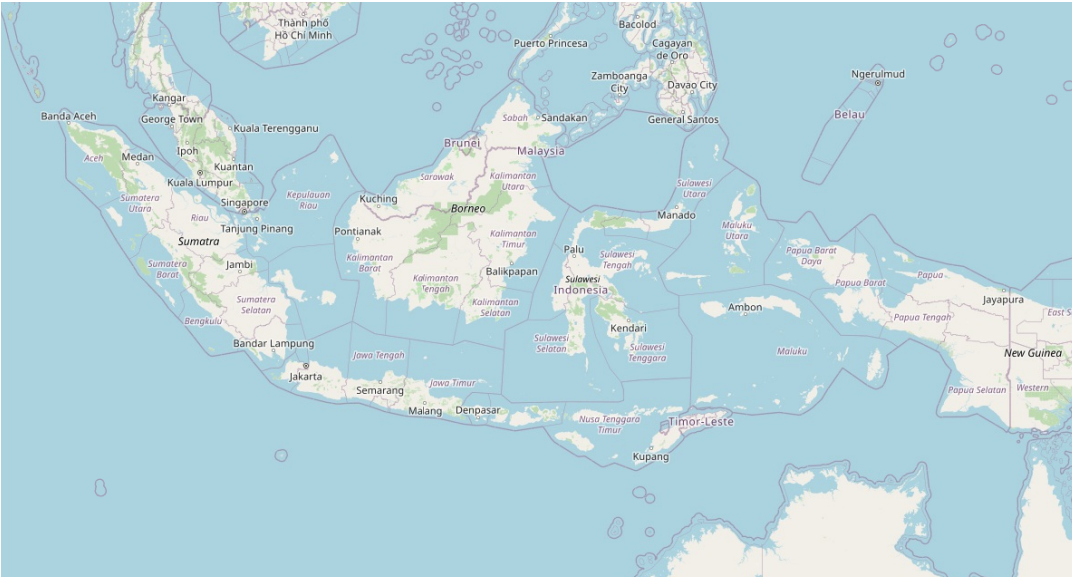 Thành phố
Hồ Chí Minh
Bacolod
Puerto Princesa
Cagayan
de Oro
Zamboanga
City
Davao City
Ngerulmud
Kangar
Banda Aceh
George Town
Kuala Terengganu
Sabah
Sandakan
General Santos
Belau
Ipoh
Brunei
Malaysia
Aceh
Medan
Kuantan
Kuala Lumpur
Sarawak
Kalimantan
Utara
Sulawesi
Utara
Sumatera
Utara
Kepulauan
Riau
Kuching
Singapore
Borneo
Manado
Riau
Tanjung Pinang
Pontianak
Kalimantan
Timur
Maluku
Utara
Sumatra
Palu
Sulawesi
Tengah
Papua Barat
Daya
Sumatera
Barat
Jambi
Kalimantan
Barat
Balikpapan
Sulawesi
Papua
Kalimantan
Tengah
Indonesia
Papua Barat
Sumatera
Selatan
Kalimantan
Selatan
Ambon
Jayapura
East S
Bengkulu
Papua Tengah
Kendari
Bandar Lampung
Sulawesi
Selatan
Sulawesi
Tenggara
Maluku
New Guinea
Jawa Tengah
Jakarta
Semarang
Jawa Timur
Papua Selatan
Western
Malang
Denpasar
Nusa Tenggara
Timur
Timor-Leste
Kupang